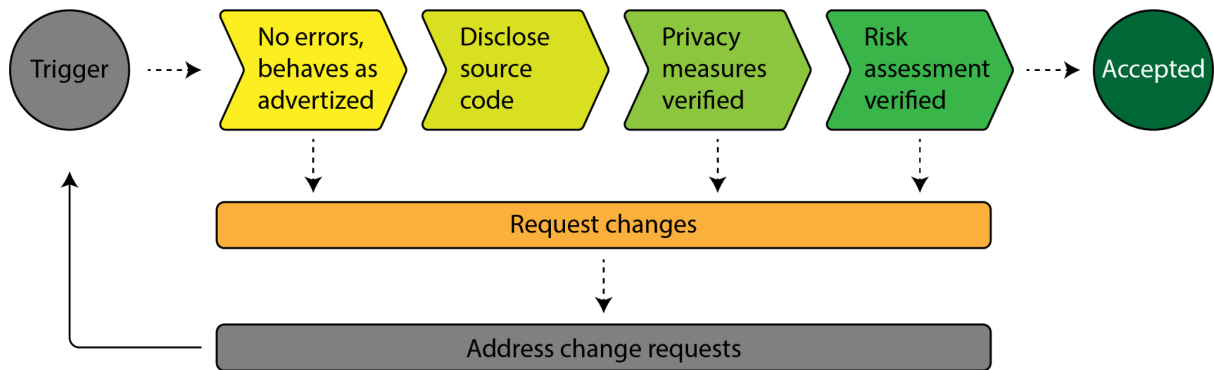 Trigger
No errors,
behaves as
advertized
Disclose
source
code
Privacy
measures
verified
Risk
assessment
verified
Accepted
Request changes
Address change requests